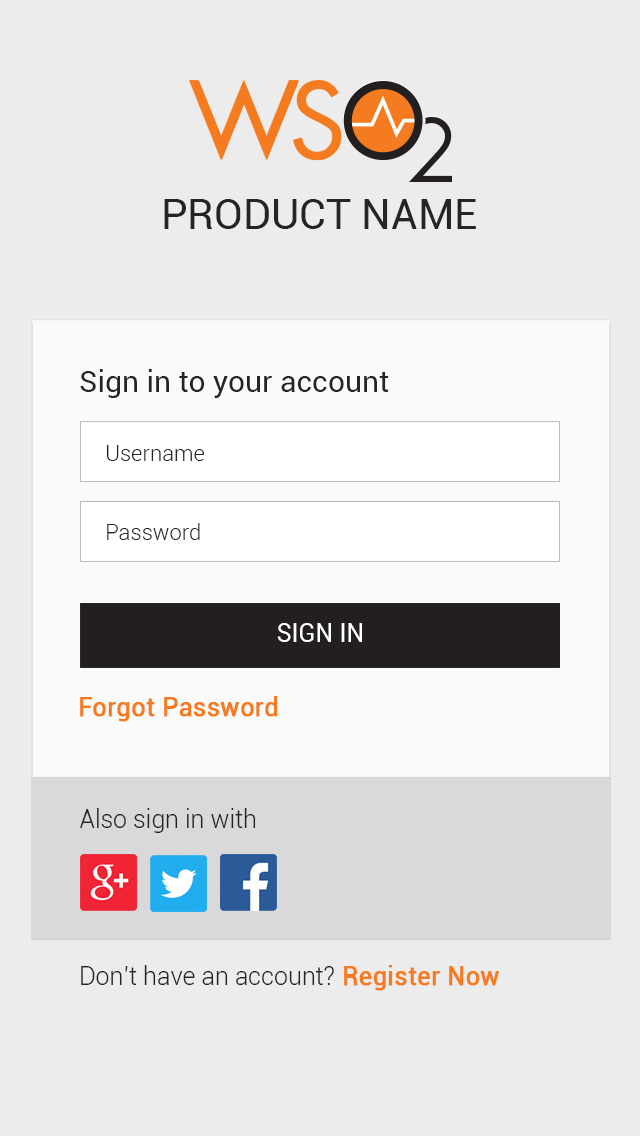 WSO2
PRODUCT NAME
Sign in to your account
Username
Password
SIGN IN
Forgot Password
Also sign in with
g+ f
Don't have an account? Register Now